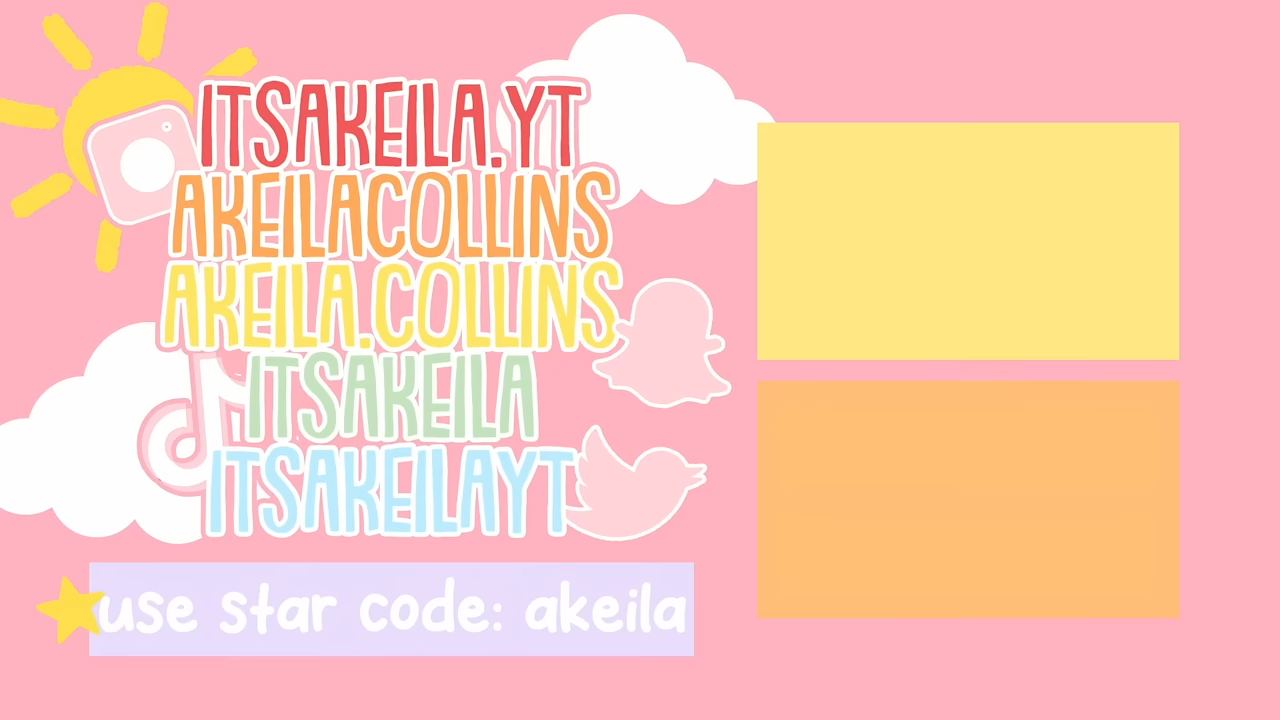 ITSAKEILA.YT
AKEILACOLLINS
AKEILA.COLLINS
ITSAKEILA
ITSAKEILAYT
use star code: akeila